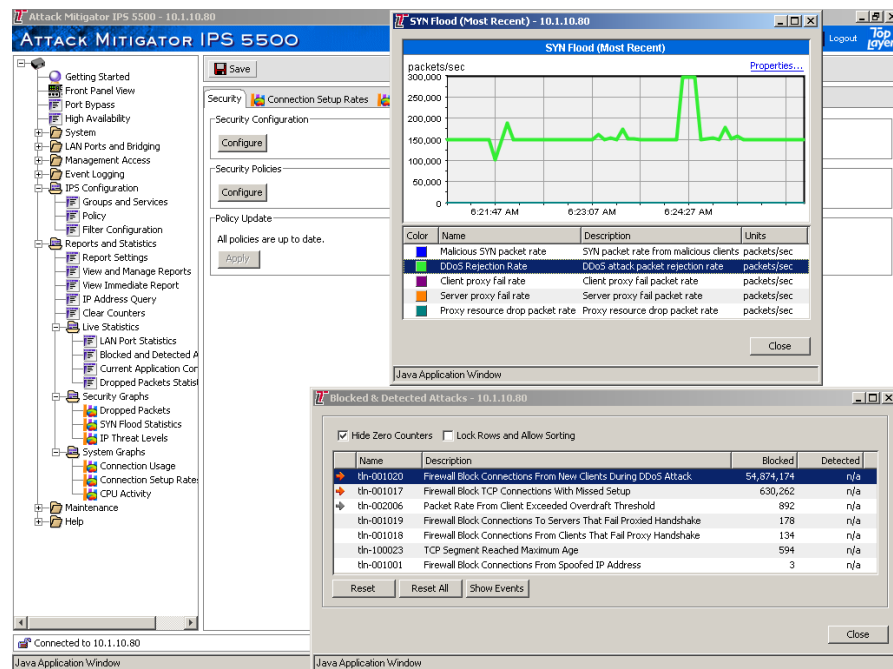 Attack Mitigator IPS 5500 - 10.1.10.80
ATTACK MITIGATOR IPS 5500
Logout
Top Layer
Getting Started
Front Panel View
Port Bypass
High Availability
System
LAN Ports and Bridging
Management Access
Event Logging
IPS Configuration
Groups and Services
Policy
Filter Configuration
Reports and Statistics
Report Settings
View and Manage Reports
View Immediate Report
IP Address Query
Clear Counters
Live Statistics
LAN Port Statistics
Blocked and Detected A
Current Application Con
Dropped Packets Statist
Security Graphs
Dropped Packets
SYN Flood Statistics
IP Threat Levels
System Graphs
Connection Usage
Connection Setup Rates
CPU Activity
Maintenance
Help
Connected to 10.1.10.80
Java Application Window
Save
Security
Connection Setup Rates
Security Configuration
Configure
Security Policies
Configure
Policy Update
All policies are up to date.
Apply
SYN Flood (Most Recent) - 10.1.10.80
SYN Flood (Most Recent)
packets/sec
Properties...
300,000
250,000
200,000
150,000
100,000
50,000
0
6:21:47 AM 6:23:07 AM 6:24:27 AM
Color Name Description Units
Malicious SYN packet rate SYN packet rate from malicious clients packets/sec
DDoS Rejection Rate DDoS attack packet rejection rate packets/sec
Client proxy fail rate Client proxy fail packet rate packets/sec
Server proxy fail rate Server proxy fail packet rate packets/sec
Proxy resource drop packet rate Proxy resource drop packet rate packets/sec
Close
Java Application Window
Blocked & Detected Attacks - 10.1.10.80
Hide Zero Counters Lock Rows and Allow Sorting
Name Description Blocked Detected
tln-001020 Firewall Block Connections From New Clients During DDoS Attack 54,874,174 n/a
tln-001017 Firewall Block TCP Connections With Missed Setup 630,262 n/a
tln-002006 Packet Rate From Client Exceeded Overdraft Threshold 892 n/a
tln-001019 Firewall Block Connections To Servers That Fail Proxied Handshake 178 n/a
tln-001018 Firewall Block Connections From Clients That Fail Proxy Handshake 134 n/a
tln-100023 TCP Segment Reached Maximum Age 594 n/a
tln-001001 Firewall Block Connections From Spoofed IP Address 3 n/a
Reset Reset All Show Events
Close
Java Application Window